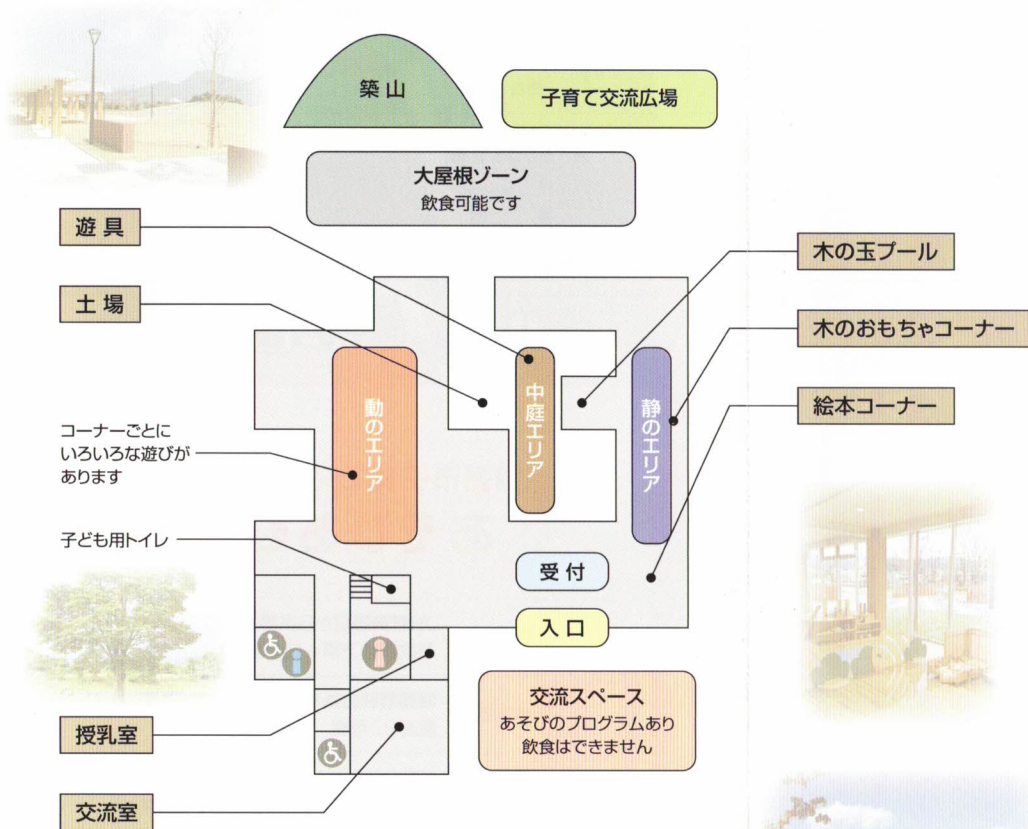 築山
子育て交流広場
大屋根ゾーン
飲食可能です
遊具
土場
木の玉プール
木のおもちゃコーナー
絵本コーナー
動のエリア
中庭エリア
静のエリア
コーナーごとに
いろいろな遊びが
あります
子ども用トイレ
受付
入口
授乳室
交流室
交流スペース
あそびのプログラムあり
飲食はできません